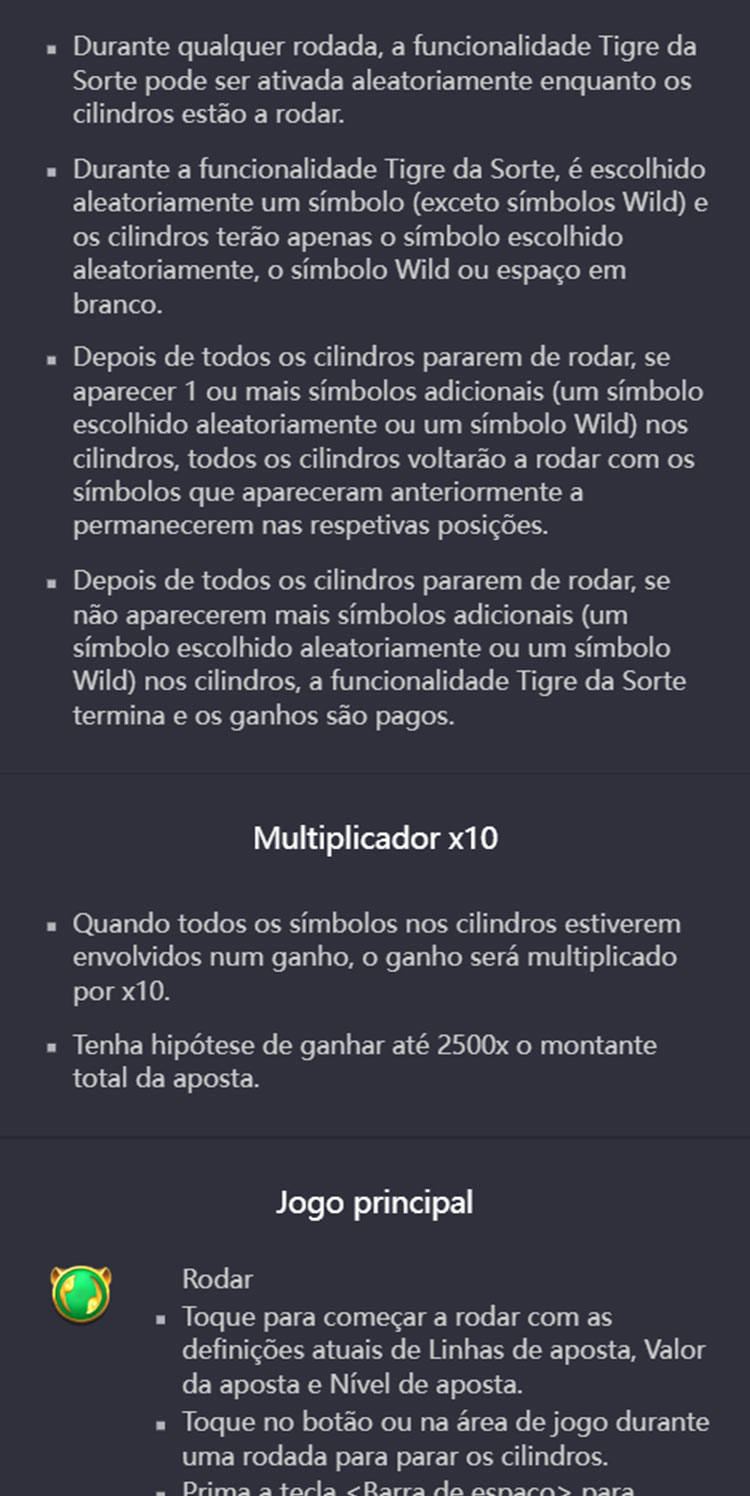 ▪ Durante qualquer rodada, a funcionalidade Tigre da
Sorte pode ser ativada aleatoriamente enquanto os
cilindros estão a rodar.
▪ Durante a funcionalidade Tigre da Sorte, é escolhido
aleatoriamente um símbolo (exceto símbolos Wild) e
os cilindros terão apenas o símbolo escolhido
aleatoriamente, o símbolo Wild ou espaço em
branco.
▪ Depois de todos os cilindros pararem de rodar, se
aparecer 1 ou mais símbolos adicionais (um símbolo
escolhido aleatoriamente ou um símbolo Wild) nos
cilindros, todos os cilindros voltarão a rodar com os
símbolos que apareceram anteriormente a
permanecerem nas respetivas posições.
▪ Depois de todos os cilindros pararem de rodar, se
não aparecerem mais símbolos adicionais (um
símbolo escolhido aleatoriamente ou um símbolo
Wild) nos cilindros, a funcionalidade Tigre da Sorte
termina e os ganhos são pagos.
Multiplicador x10
▪ Quando todos os símbolos nos cilindros estiverem
envolvidos num ganho, o ganho será multiplicado
por x10.
▪ Tenha hipótese de ganhar até 2500x o montante
total da aposta.
Jogo principal
Rodar
▪ Toque para começar a rodar com as
definições atuais de Linhas de aposta, Valor
da aposta e Nível de aposta.
▪ Toque no botão ou na área de jogo durante
uma rodada para parar os cilindros.
▪ Prima a tecla <Barra de espaço> para